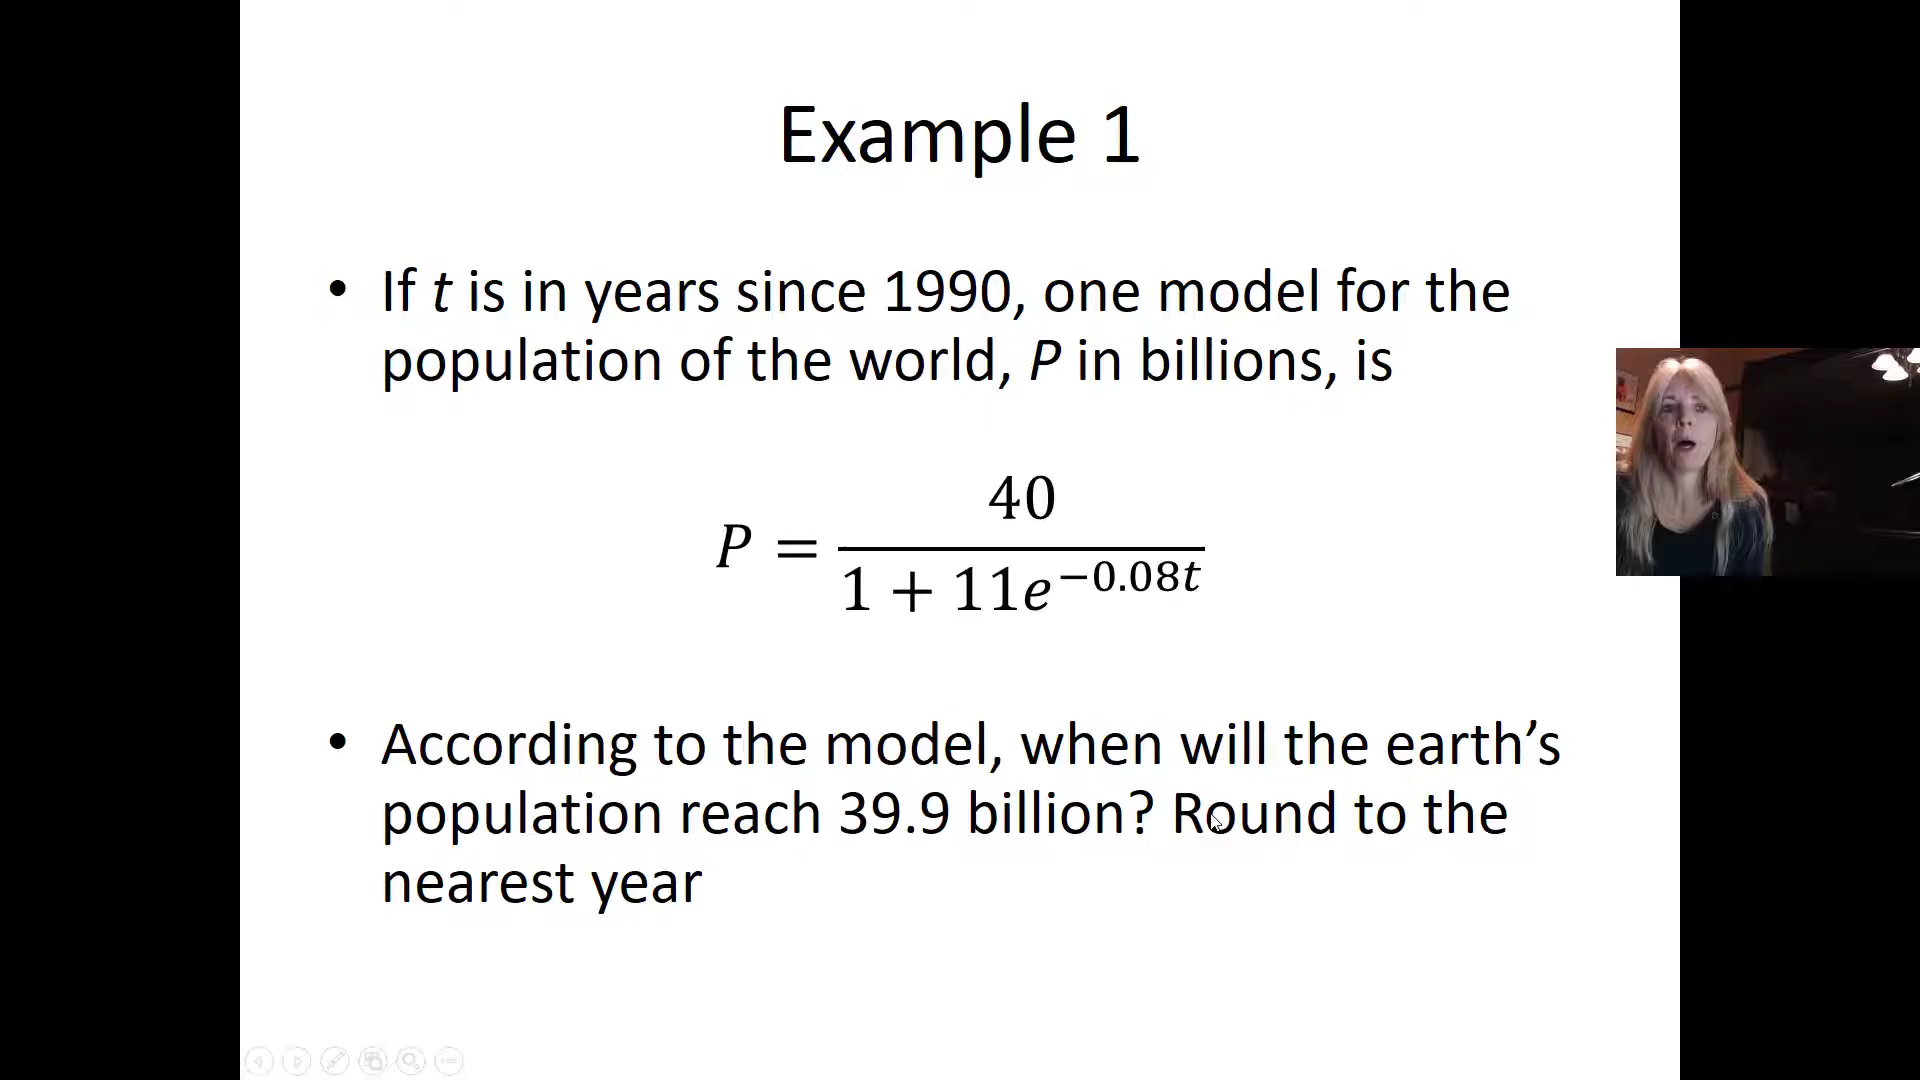 Example 1
• If t is in years since 1990, one model for the
population of the world, P in billions, is
P = 40 / (1 + 11e^{−0.08t})
• According to the model, when will the earth’s
population reach 39.9 billion? Round to the
nearest year